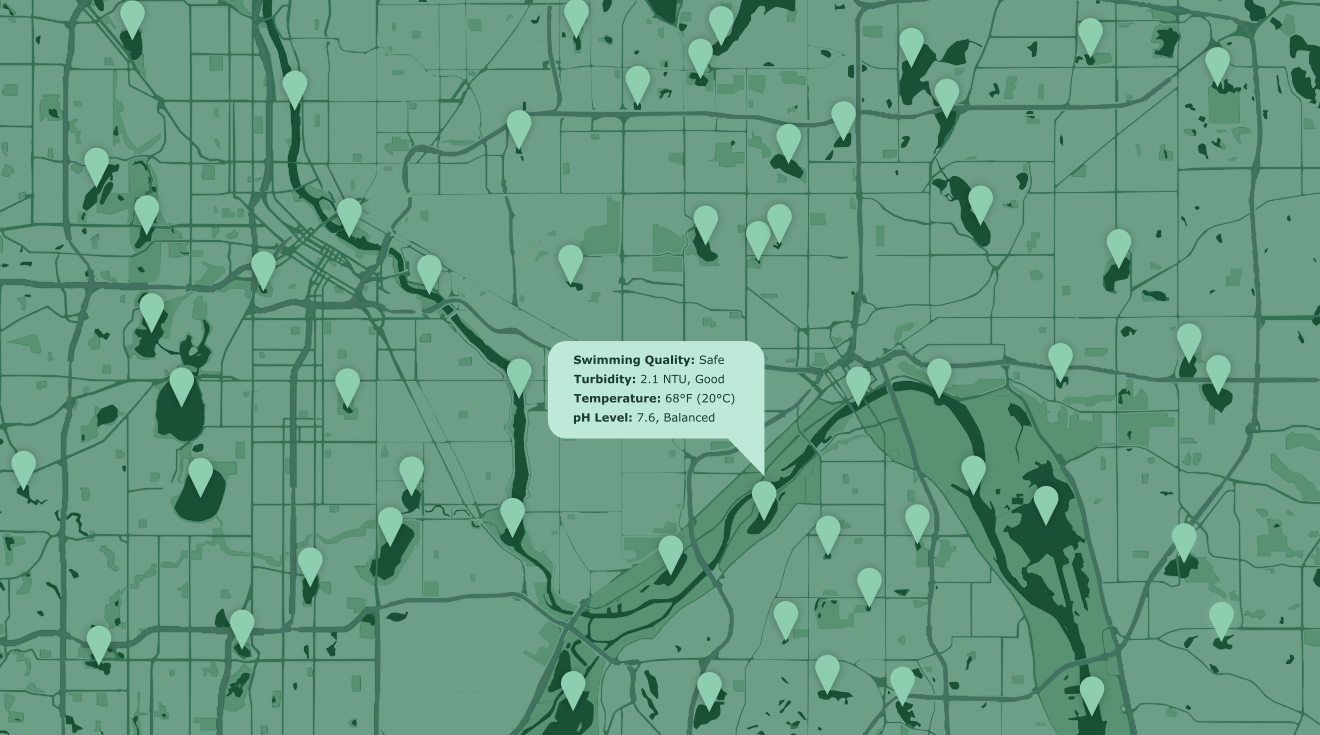 Swimming Quality: Safe
Turbidity: 2.1 NTU, Good
Temperature: 68°F (20°C)
pH Level: 7.6, Balanced